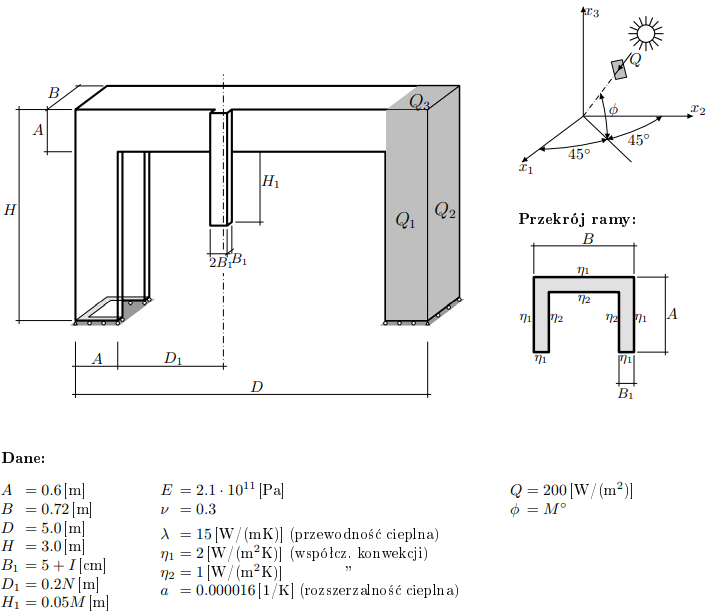 x₃
Q
B
Q₃
x₂
ϕ
A
45°
45°
x₁
H₁
H
Q₁
Q₂
Przekrój ramy:
B
2B₁
B₁
η₁
η₂
η₁
η₂
η₂
η₁
A
η₁
η₁
A
D₁
D
B₁
Dane:
A = 0.6 [m]
B = 0.72 [m]
D = 5.0 [m]
H = 3.0 [m]
B₁ = 5 + I [cm]
D₁ = 0.2N [m]
H₁ = 0.05M [m]
E = 2.1 · 10¹¹ [Pa]
ν = 0.3
λ = 15 [W/(mK)] (przewodność cieplna)
η₁ = 2 [W/(m²K)] (współcz. konwekcji)
η₂ = 1 [W/(m²K)] ”
a = 0.000016 [1/K] (rozszerzalność cieplna)
Q = 200 [W/(m²)]
ϕ = M°